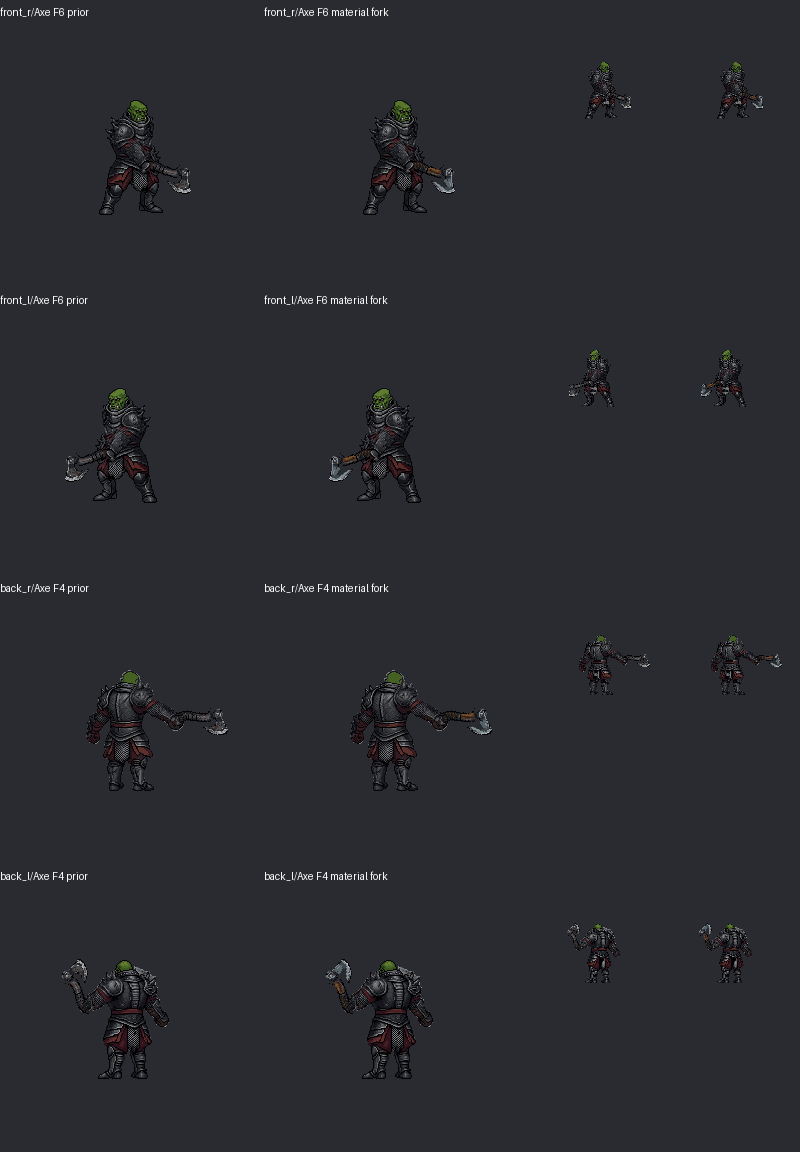 front_r/Axe F6 prior
front_r/Axe F6 material fork
front_l/Axe F6 prior
front_l/Axe F6 material fork
back_r/Axe F4 prior
back_r/Axe F4 material fork
back_l/Axe F4 prior
back_l/Axe F4 material fork